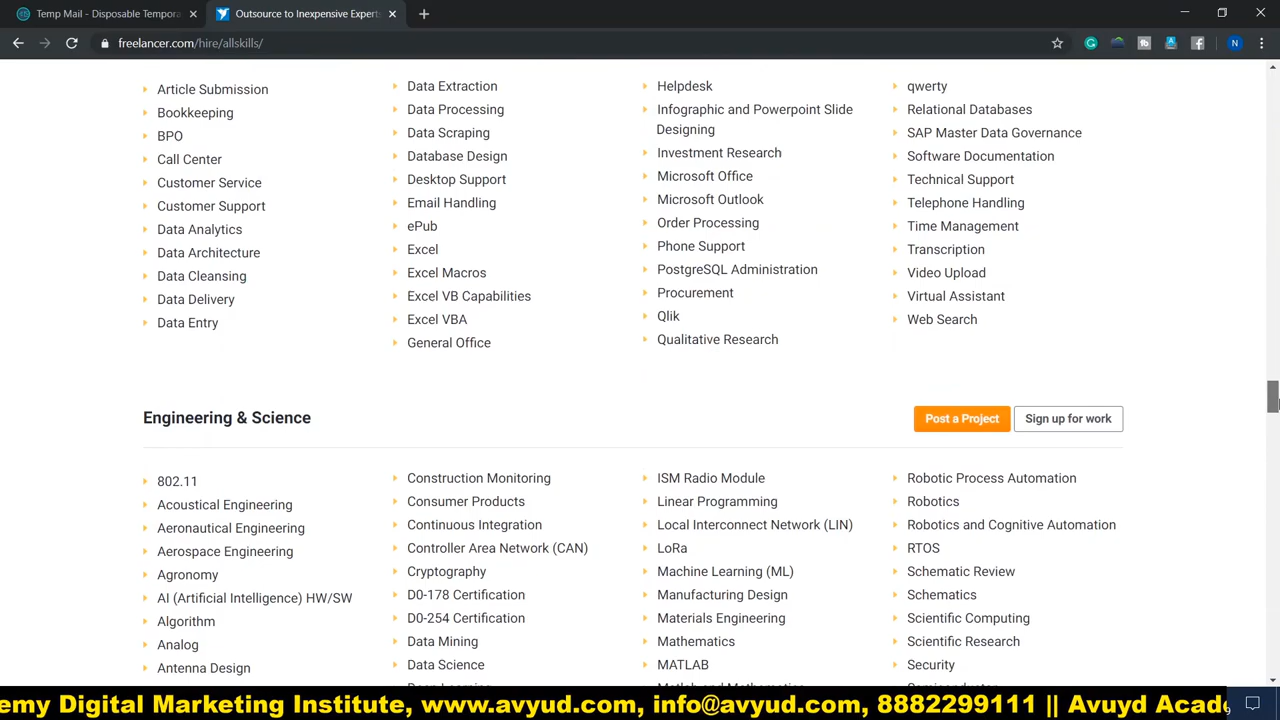 Temp Mail - Disposable Tempora
Outsource to Inexpensive Experts
freelancer.com/hire/allskills/
N
Article Submission
Bookkeeping
BPO
Call Center
Customer Service
Customer Support
Data Analytics
Data Architecture
Data Cleansing
Data Delivery
Data Entry
Data Extraction
Data Processing
Data Scraping
Database Design
Desktop Support
Email Handling
ePub
Excel
Excel Macros
Excel VB Capabilities
Excel VBA
General Office
Helpdesk
Infographic and Powerpoint Slide
Designing
Investment Research
Microsoft Office
Microsoft Outlook
Order Processing
Phone Support
PostgreSQL Administration
Procurement
Qlik
Qualitative Research
qwerty
Relational Databases
SAP Master Data Governance
Software Documentation
Technical Support
Telephone Handling
Time Management
Transcription
Video Upload
Virtual Assistant
Web Search
Engineering & Science
Post a Project
Sign up for work
802.11
Acoustical Engineering
Aeronautical Engineering
Aerospace Engineering
Agronomy
AI (Artificial Intelligence) HW/SW
Algorithm
Analog
Antenna Design
Construction Monitoring
Consumer Products
Continuous Integration
Controller Area Network (CAN)
Cryptography
D0-178 Certification
D0-254 Certification
Data Mining
Data Science
ISM Radio Module
Linear Programming
Local Interconnect Network (LIN)
LoRa
Machine Learning (ML)
Manufacturing Design
Materials Engineering
Mathematics
MATLAB
Robotic Process Automation
Robotics
Robotics and Cognitive Automation
RTOS
Schematic Review
Schematics
Scientific Computing
Scientific Research
Security
emy Digital Marketing Institute, www.avyud.com, info@avyud.com, 8882299111 || Avuyd Acad